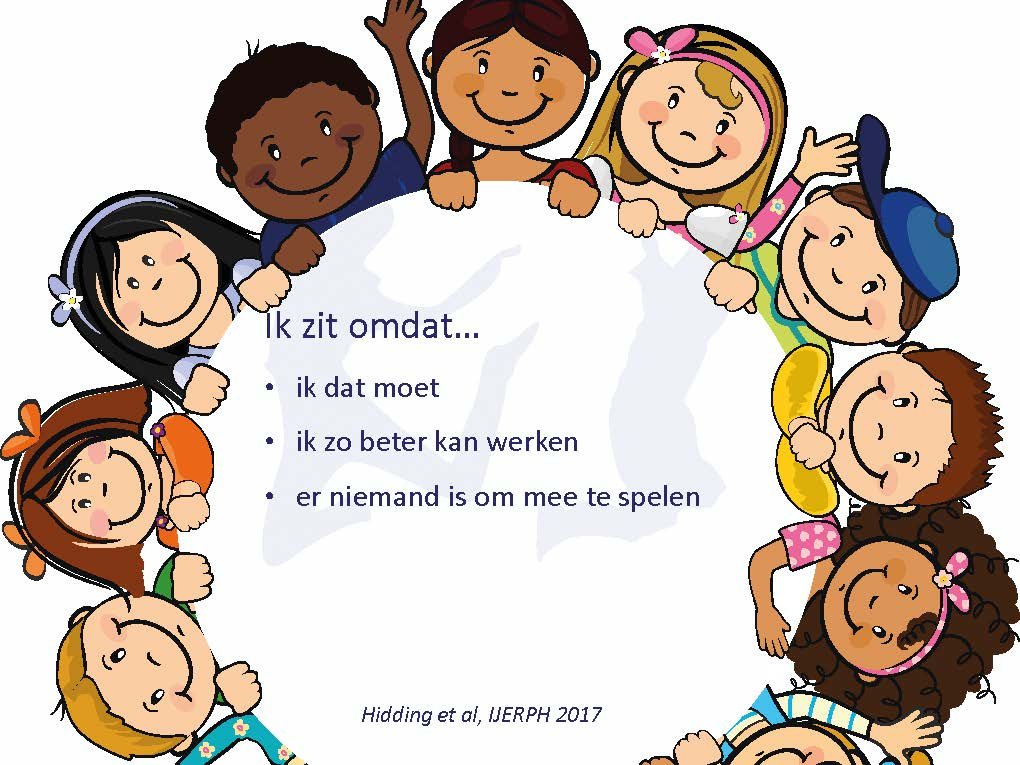 Ik zit omdat...
• ik dat moet
• ik zo beter kan werken
• er niemand is om mee te spelen
Hidding et al, IJERPH 2017